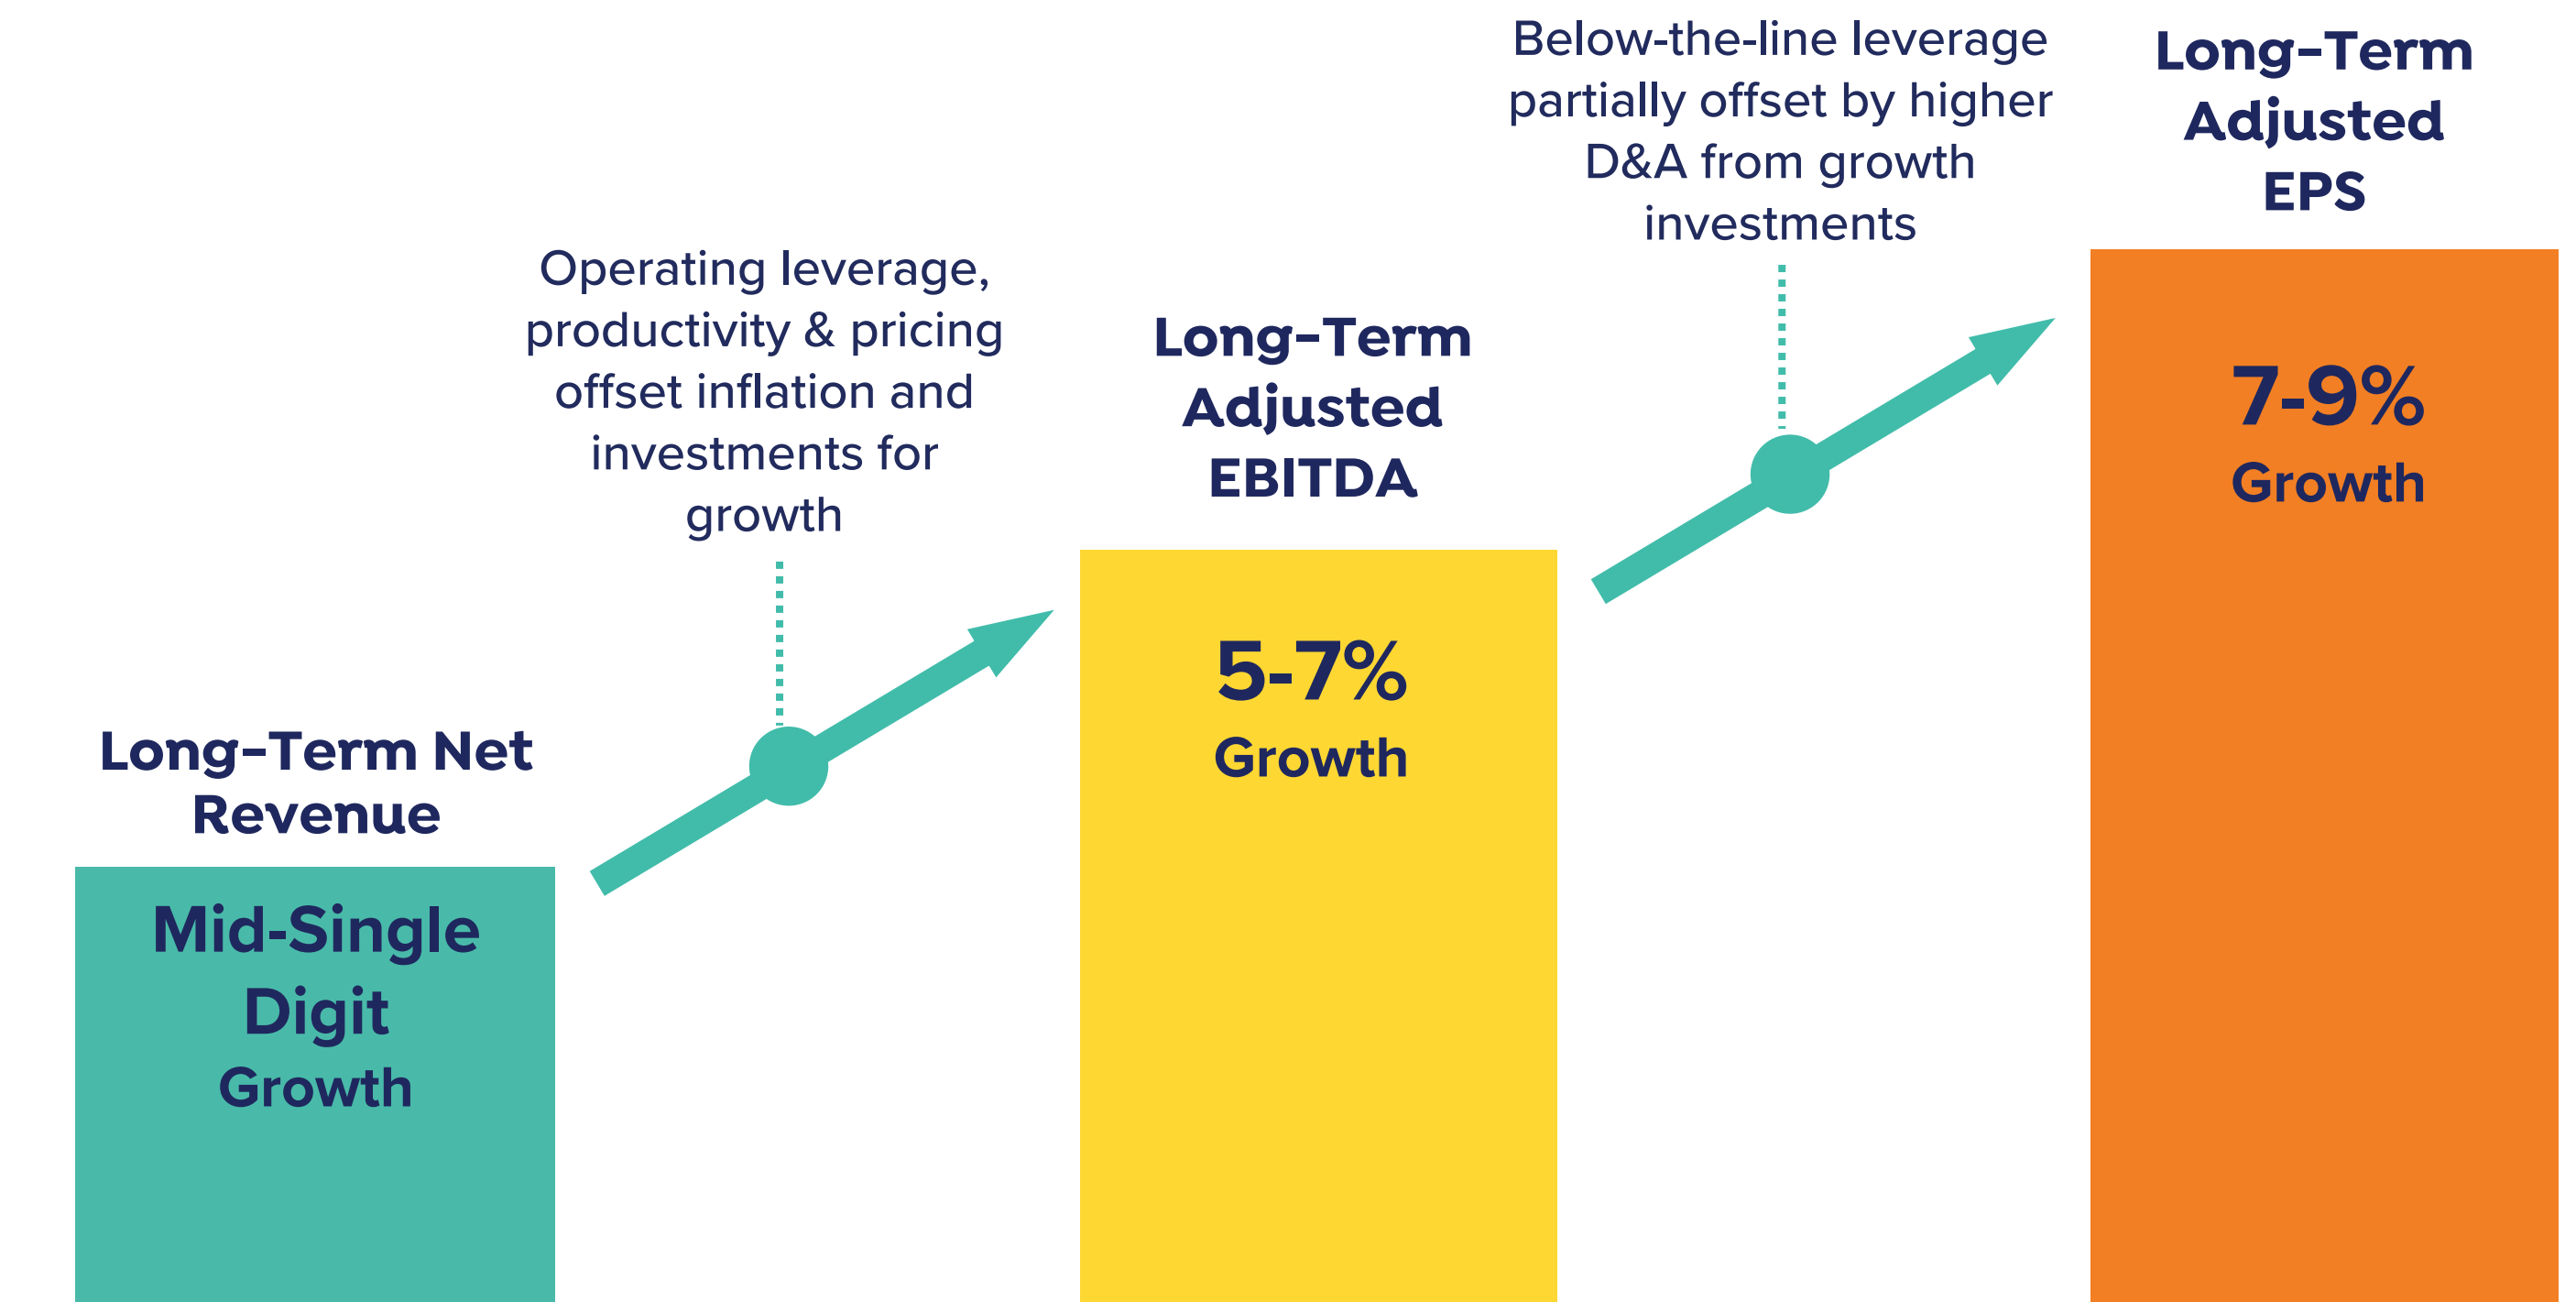 Long-Term Net
Revenue
Mid-Single
Digit
Growth
Operating leverage,
productivity & pricing
offset inflation and
investments for
growth
Long-Term
Adjusted
EBITDA
5-7%
Growth
Below-the-line leverage
partially offset by higher
D&A from growth
investments
Long-Term
Adjusted
EPS
7-9%
Growth